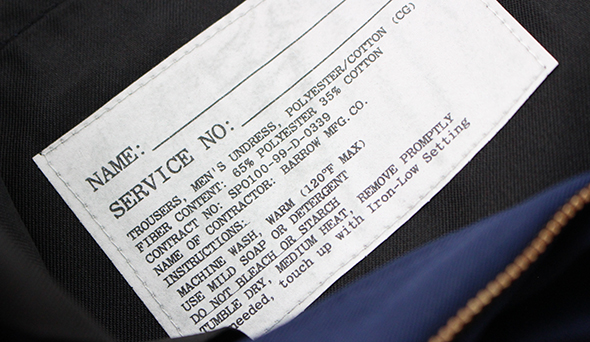 NAME:
SERVICE NO:
TROUSERS, MEN'S UNDRESS, POLYESTER/COTTON (CG)
FIBER CONTENT: 65% POLYESTER 35% COTTON
CONTRACT NO: SPO100-99-D-0339
NAME OF CONTRACTOR: BARROW MFG.CO.
INSTRUCTIONS:
MACHINE WASH, WARM (120°F MAX)
USE MILD SOAP OR DETERGENT
DO NOT BLEACH OR STARCH
TUMBLE DRY, MEDIUM HEAT! REMOVE PROMPTLY
needed, touch up with Iron-Low Setting